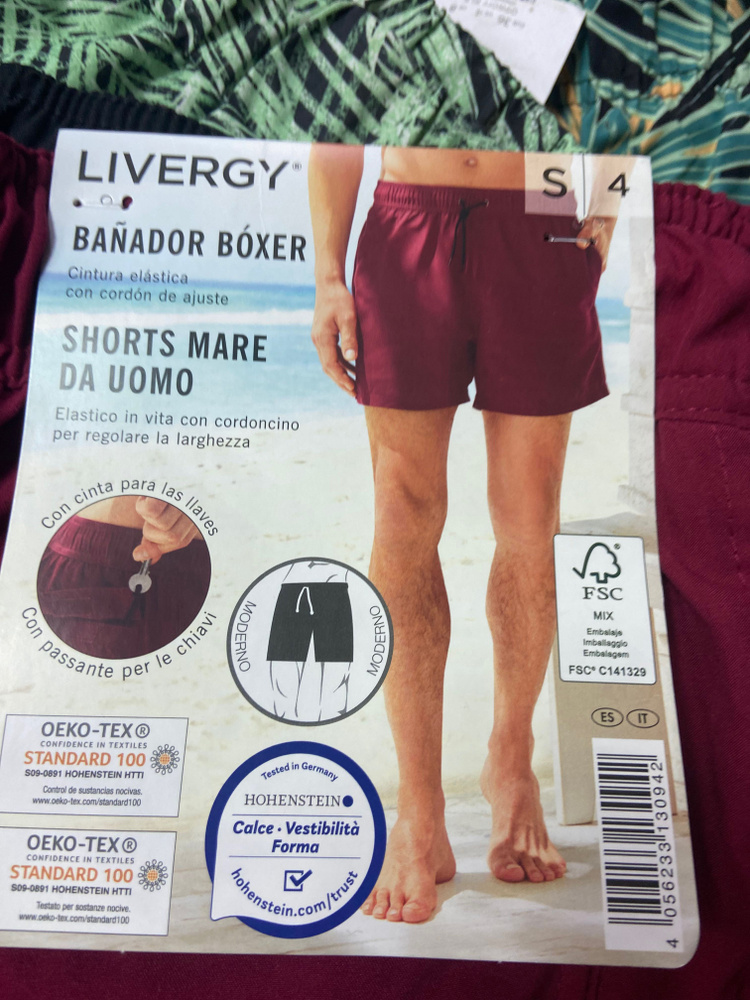 LIVERGY®
S 4
BAÑADOR BÓXER
Cintura elástica
con cordón de ajuste
SHORTS MARE
DA UOMO
Elastico in vita con cordoncino
per regolare la larghezza
Con cinta para las llaves
Con passante per le chiavi
MODERNO
MODERNO
FSC®
MIX
Embalaje
Imballaggio
Embalagem
FSC® C141329
ES IT
OEKO-TEX®
CONFIDENCE IN TEXTILES
STANDARD 100
S09-0891 HOHENSTEIN HTTI
Control de sustancias nocivas.
www.oeko-tex.com/standard100
OEKO-TEX®
CONFIDENCE IN TEXTILES
STANDARD 100
S09-0891 HOHENSTEIN HTTI
Testato per sostanze nocive.
www.oeko-tex.com/standard100
Tested in Germany
HOHENSTEIN
Calce · Vestibilità
Forma
hohenstein.com/trust
4 056233 130942